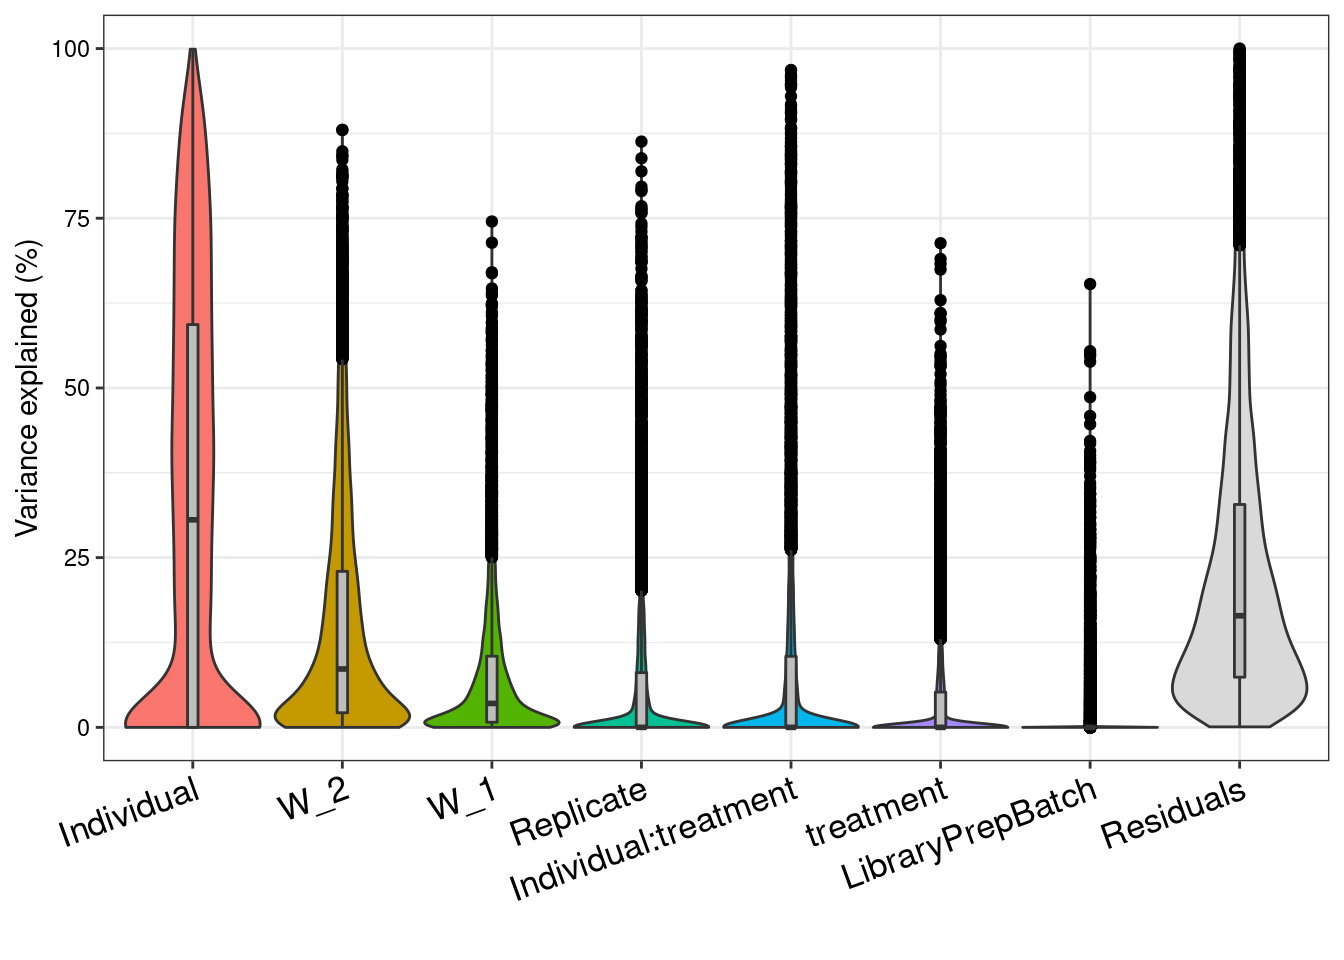 Variance explained (%)
100
75
50
25
0
Individual
W_2
W_1
Replicate
Individual:treatment
treatment
LibraryPrepBatch
Residuals